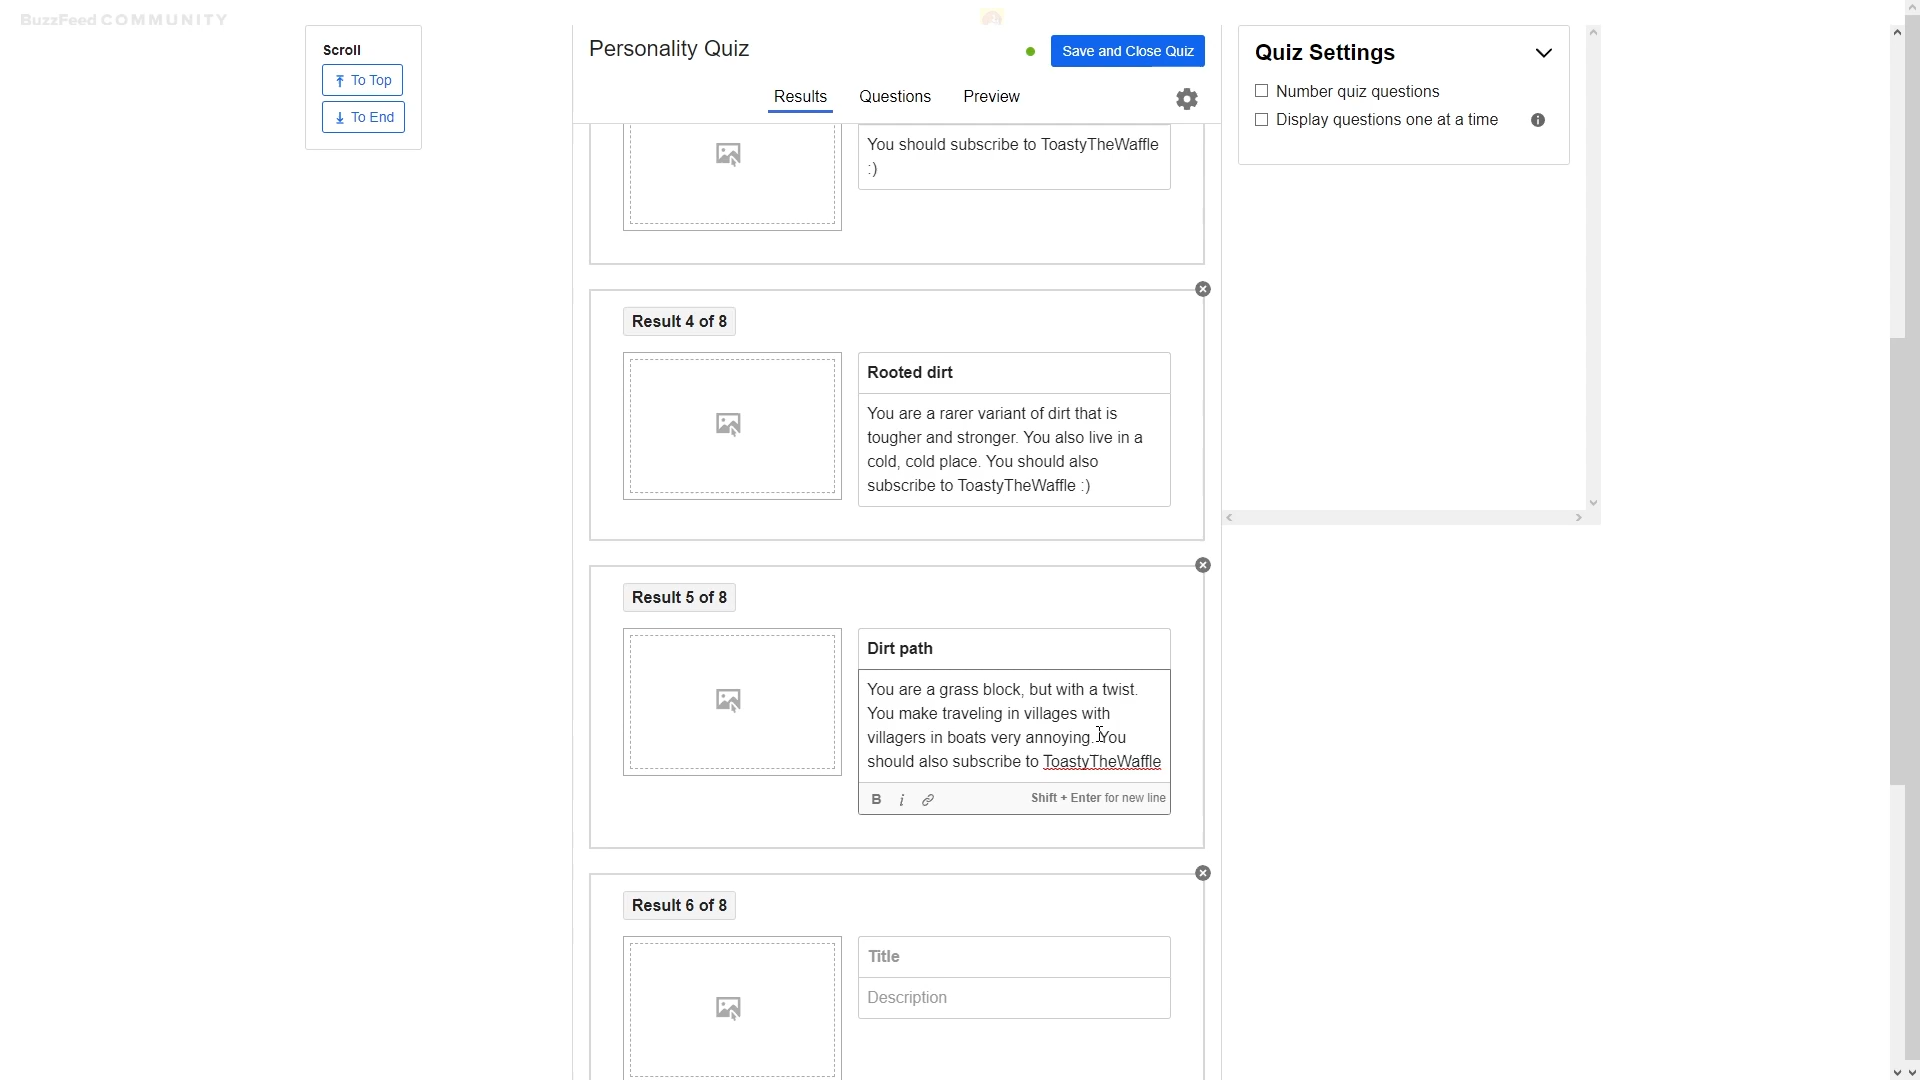 BuzzFeed COMMUNITY
Scroll
To Top
To End
Personality Quiz
Save and Close Quiz
Results
Questions
Preview
Quiz Settings
Number quiz questions
Display questions one at a time
You should subscribe to ToastyTheWaffle
:)
Result 4 of 8
Rooted dirt
You are a rarer variant of dirt that is
tougher and stronger. You also live in a
cold, cold place. You should also
subscribe to ToastyTheWaffle :)
Result 5 of 8
Dirt path
You are a grass block, but with a twist.
You make traveling in villages with
villagers in boats very annoying. You
should also subscribe to ToastyTheWaffle
B i
Shift + Enter for new line
Result 6 of 8
Title
Description